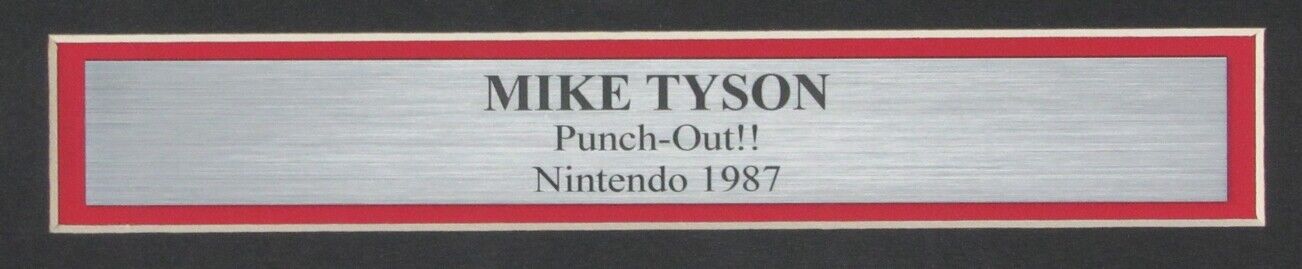 MIKE TYSON
Punch-Out!!
Nintendo 1987